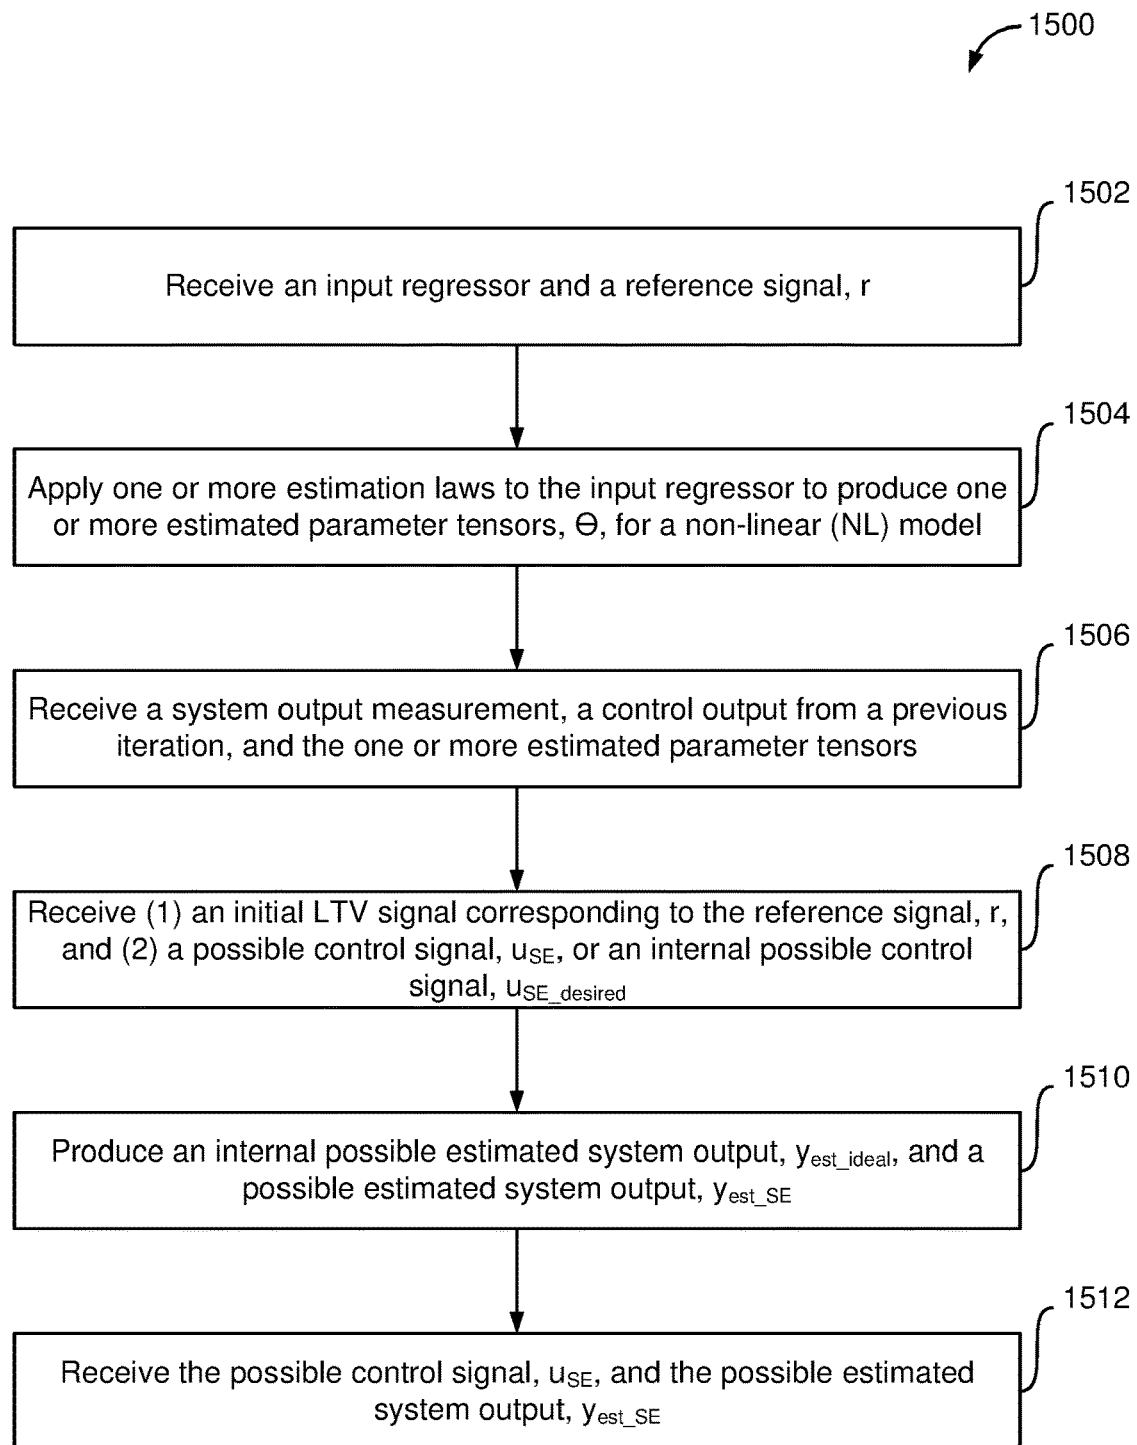 1500
1502
Receive an input regressor and a reference signal, r
1504
Apply one or more estimation laws to the input regressor to produce one
or more estimated parameter tensors, ϴ, for a non-linear (NL) model
1506
Receive a system output measurement, a control output from a previous
iteration, and the one or more estimated parameter tensors
1508
Receive (1) an initial LTV signal corresponding to the reference signal, r,
and (2) a possible control signal, uSE, or an internal possible control
signal, uSE_desired
1510
Produce an internal possible estimated system output, yest_ideal, and a
possible estimated system output, yest_SE
1512
Receive the possible control signal, uSE, and the possible estimated
system output, yest_SE